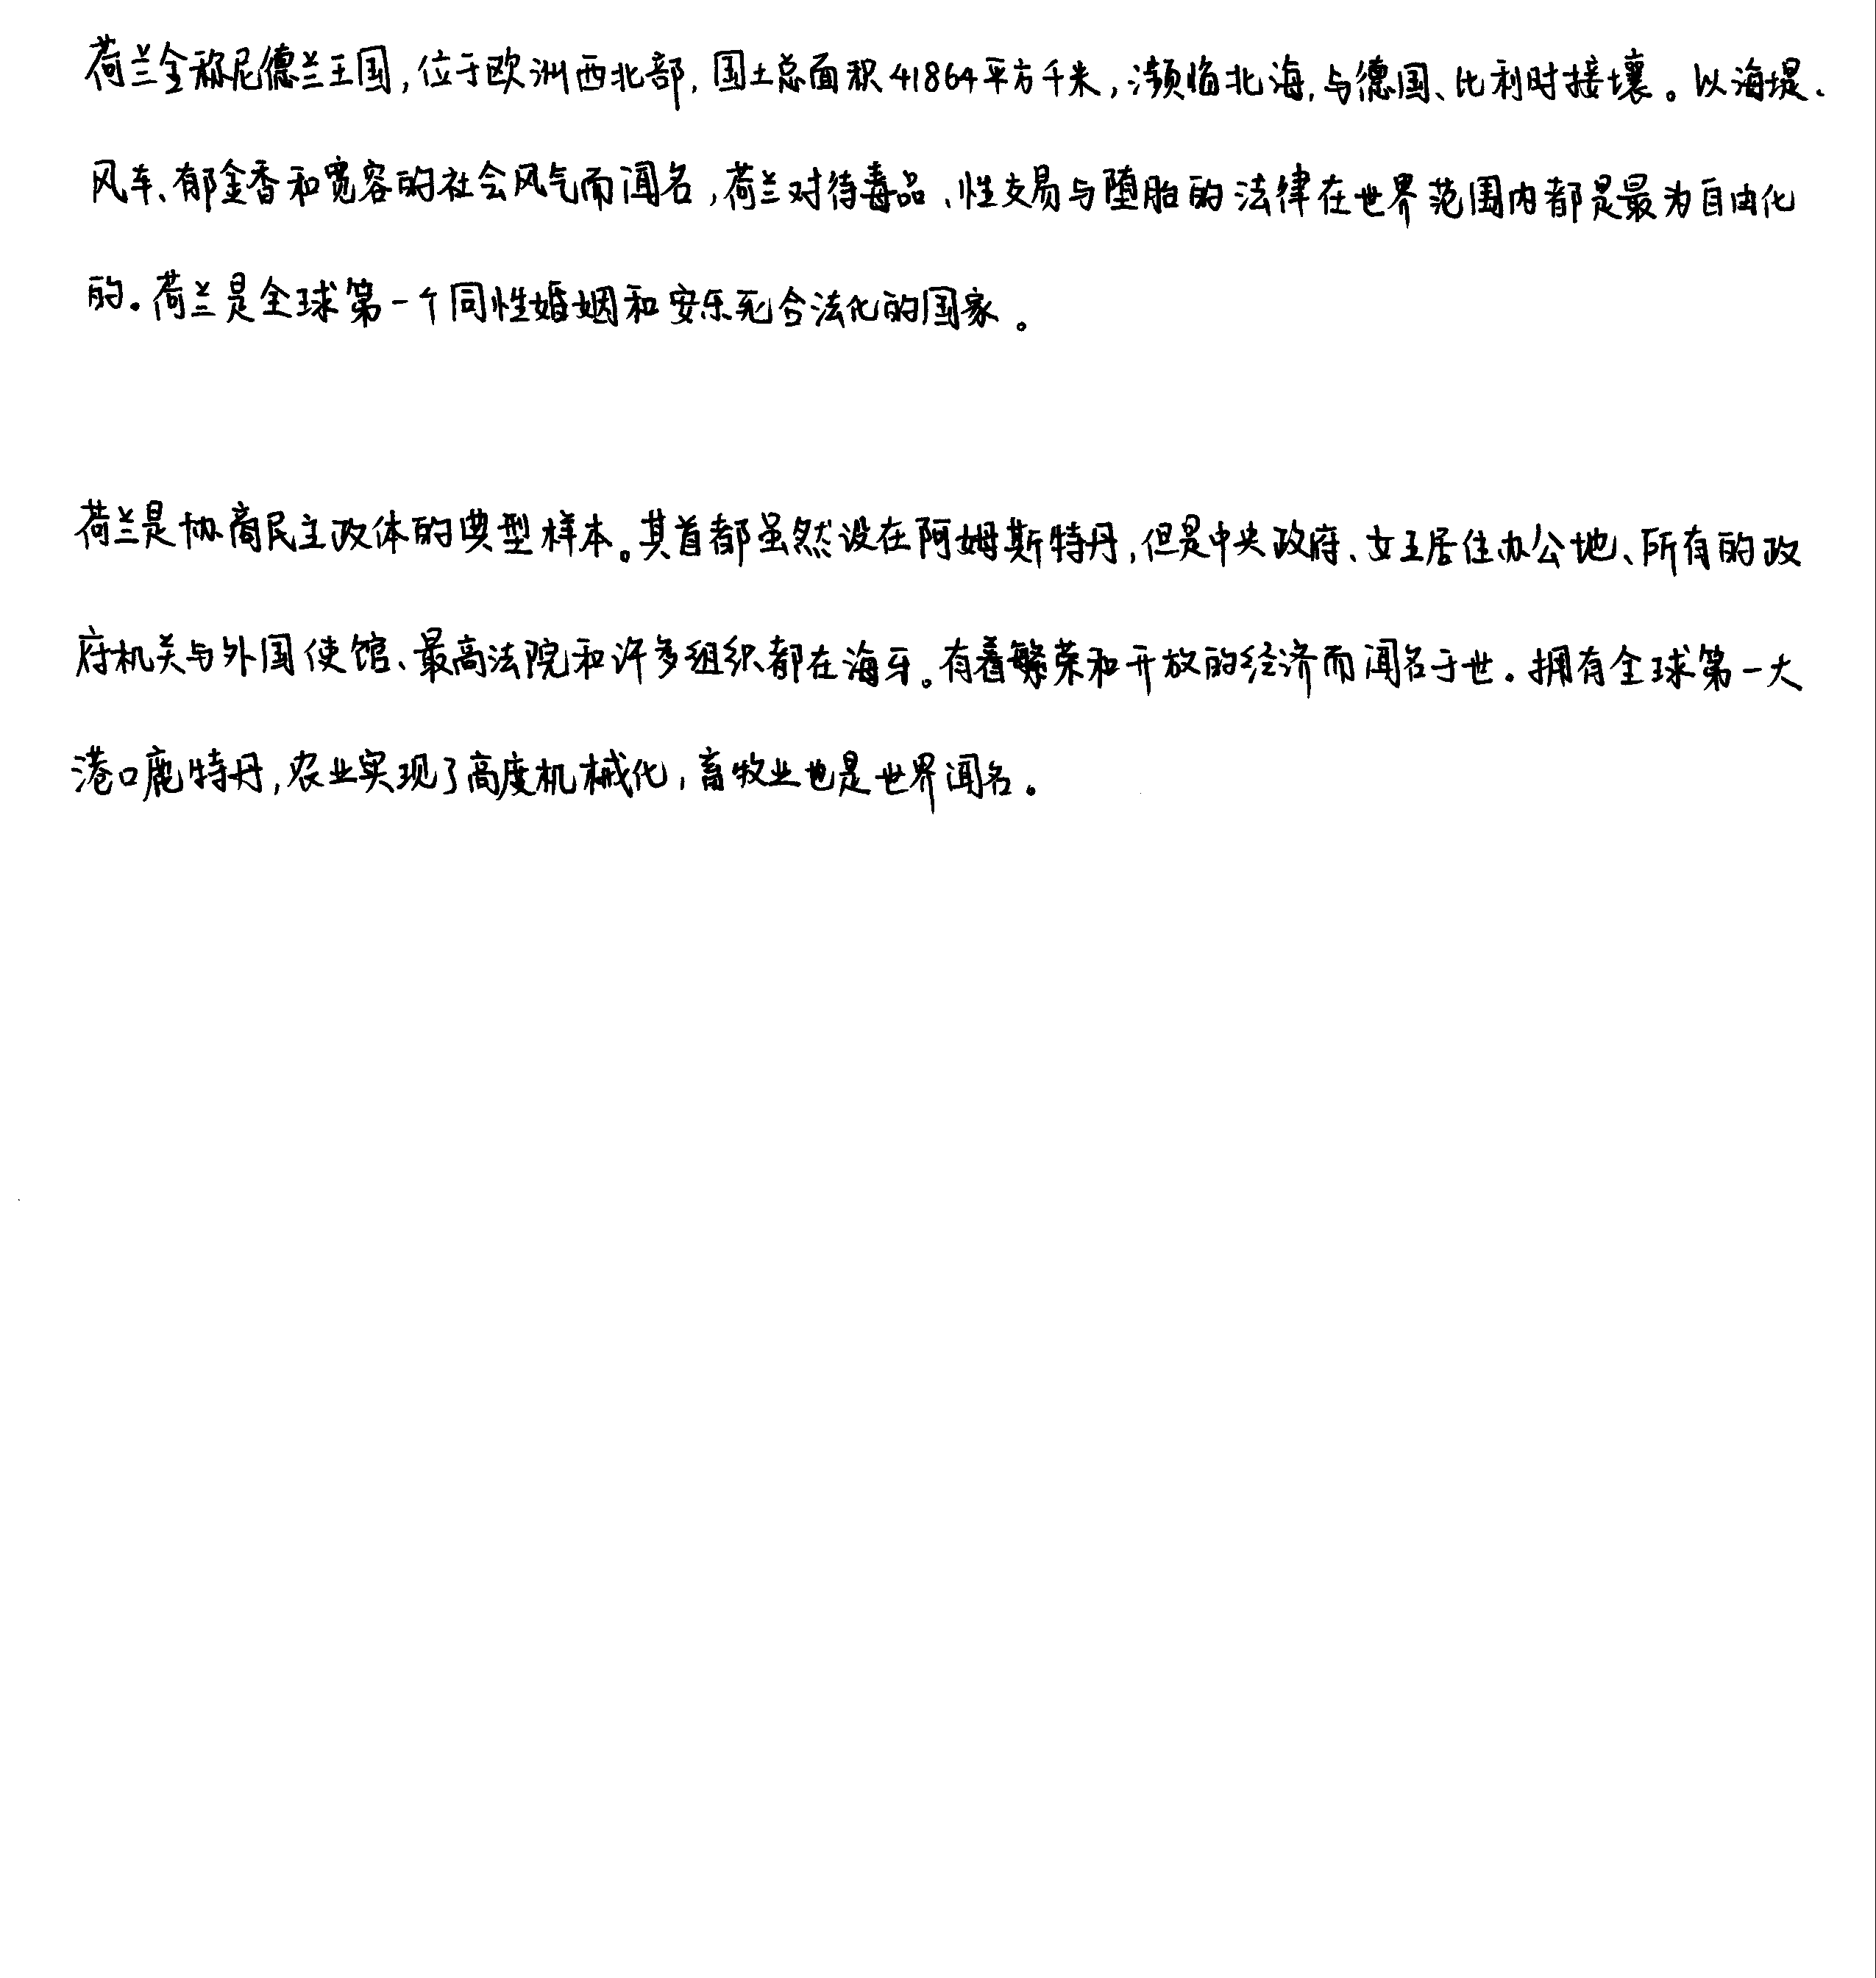 荷兰全称尼德兰王国,位于欧洲西北部,国土总面积41864平方千米,濒临北海,与德国、比利时接壤。以海堤、
风车、郁金香和宽容的社会风气而闻名,荷兰对待毒品、性交易与堕胎的法律在世界范围内都是最为自由化
的。荷兰是全球第一个同性婚姻和安乐死合法化的国家。
荷兰是协商民主政体的典型样本。其首都虽然设在阿姆斯特丹,但是中央政府、女王居住办公地、所有的政
府机关与外国使馆、最高法院和许多组织都在海牙。有着繁荣和开放的经济而闻名于世。拥有全球第一大
港口鹿特丹,农业实现了高度机械化,畜牧业也是世界闻名。